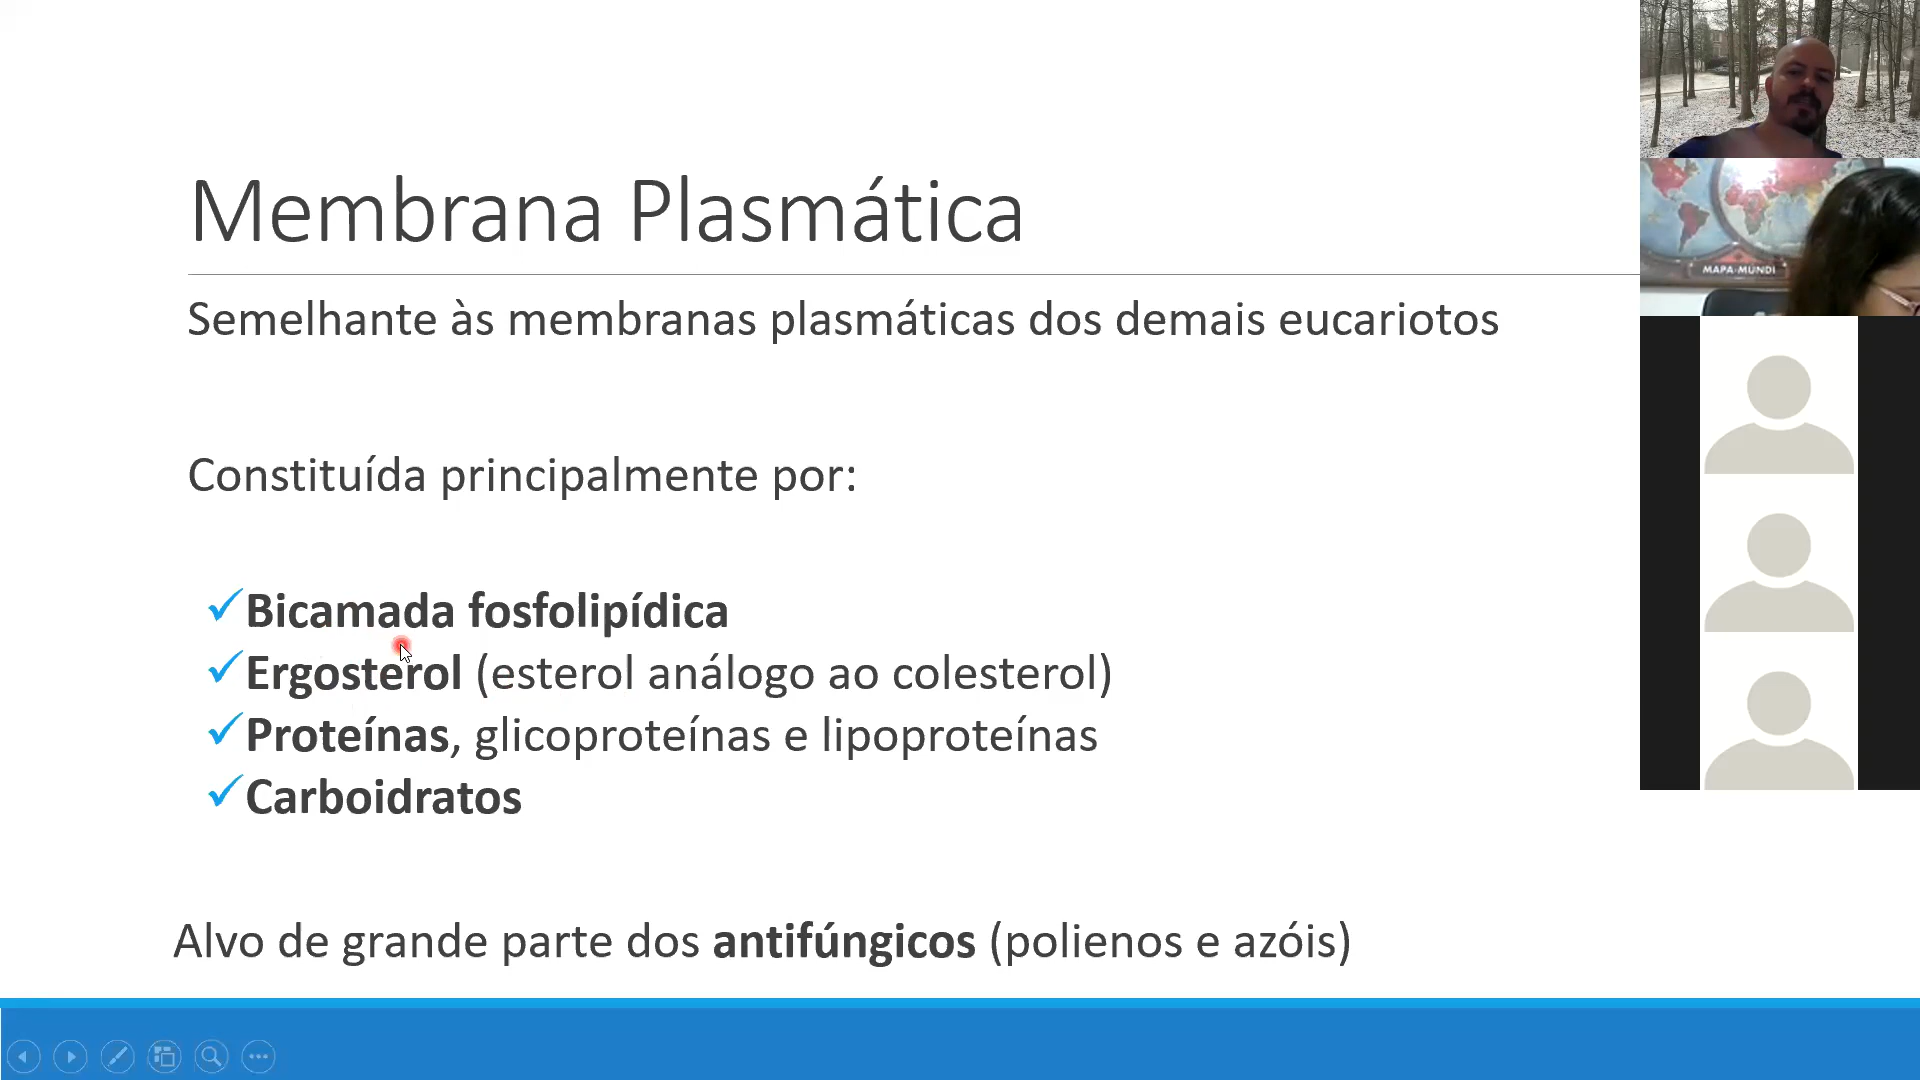 Membrana Plasmática
Semelhante às membranas plasmáticas dos demais eucariotos
Constituída principalmente por:
✓Bicamada fosfolipídica
✓Ergosterol (esterol análogo ao colesterol)
✓Proteínas, glicoproteínas e lipoproteínas
✓Carboidratos
Alvo de grande parte dos antifúngicos (polienos e azóis)
MAPA-MUNDI